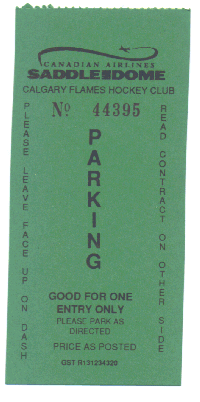 CANADIAN AIRLINES
SADDLEDOME
CALGARY FLAMES HOCKEY CLUB
No 44395
PLEASE LEAVE FACE UP ON DASH
PARKING
READ CONTRACT ON OTHER SIDE
GOOD FOR ONE
ENTRY ONLY
PLEASE PARK AS
DIRECTED
PRICE AS POSTED
GST R131234320